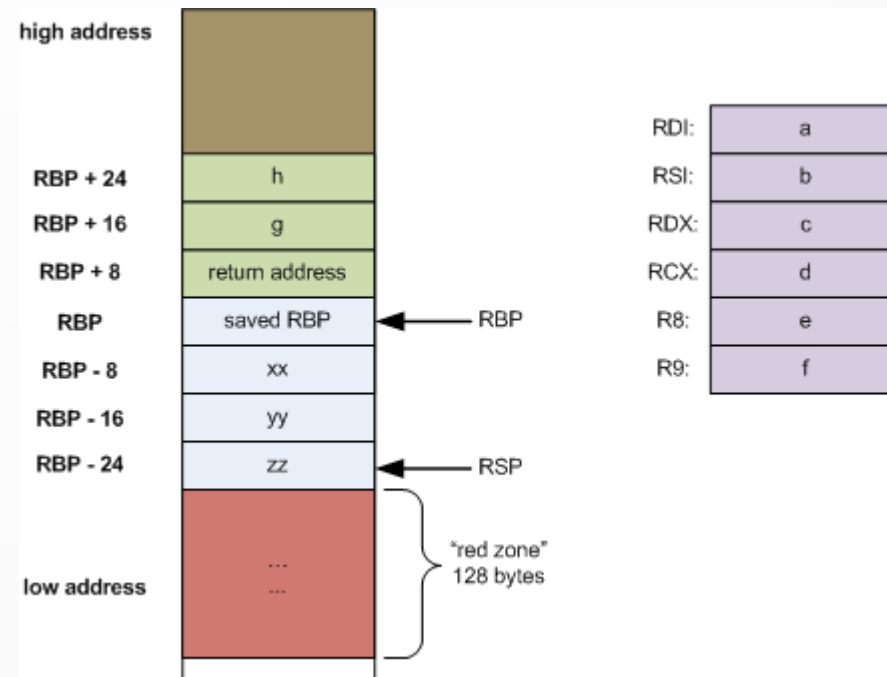 high address
RBP + 24
h
RBP + 16
g
RBP + 8
return address
RBP
saved RBP
RBP
RBP - 8
xx
RBP - 16
yy
RBP - 24
zz
RSP
...
...
low address
"red zone"
128 bytes
RDI:
a
RSI:
b
RDX:
c
RCX:
d
R8:
e
R9:
f